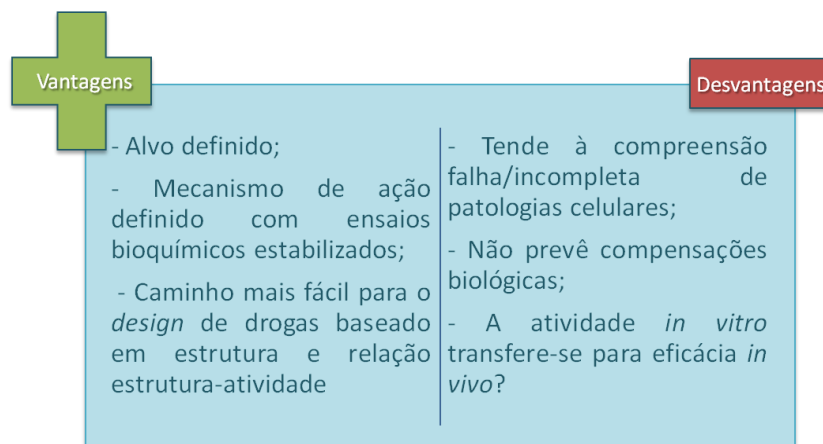 Vantagens
Desvantagens
- Alvo definido;
- Mecanismo de ação
definido com ensaios
bioquímicos estabilizados;
- Caminho mais fácil para o
design de drogas baseado
em estrutura e relação
estrutura-atividade
- Tende à compreensão
falha/incompleta de
patologias celulares;
- Não prevê compensações
biológicas;
- A atividade in vitro
transfere-se para eficácia in
vivo?